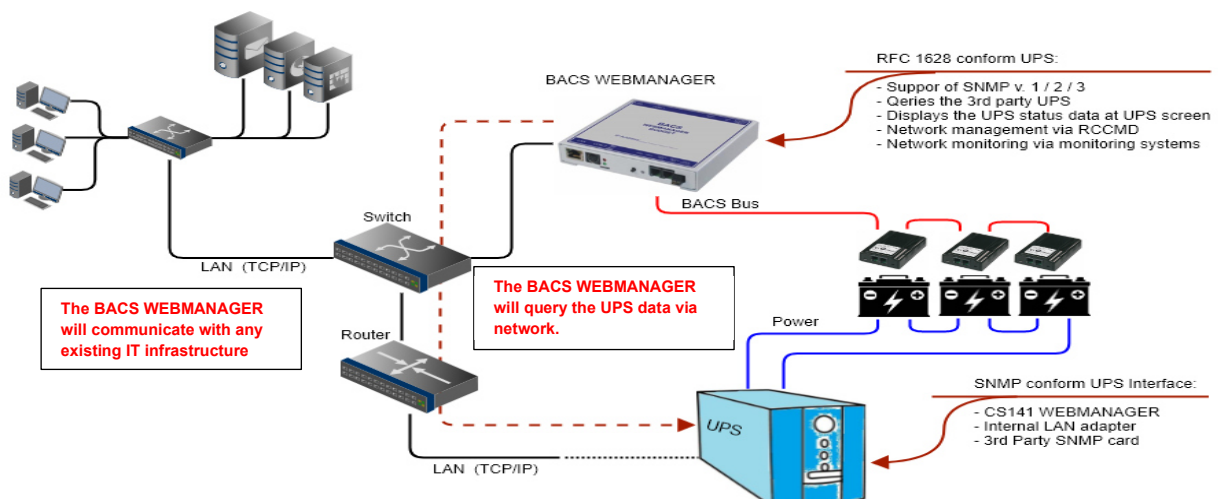 RFC 1628 conform UPS:
- Suppor of SNMP v. 1 / 2 / 3
- Qeries the 3rd party UPS
- Displays the UPS status data at UPS screen
- Network management via RCCMD
- Network monitoring via monitoring systems
BACS WEBMANAGER
BACS
BACS Bus
Switch
LAN (TCP/IP)
The BACS WEBMANAGER
will communicate with any
existing IT infrastructure
The BACS WEBMANAGER
will query the UPS data via
network.
Power
Router
SNMP conform UPS Interface:
- CS141 WEBMANAGER
- Internal LAN adapter
- 3rd Party SNMP card
UPS
LAN (TCP/IP)